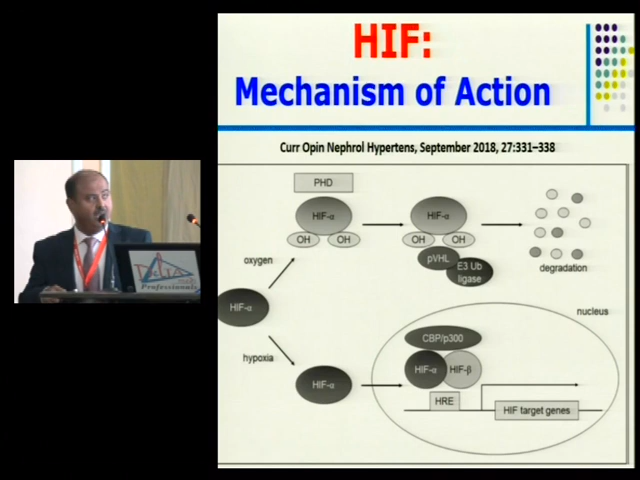 HIF:
Mechanism of Action
Curr Opin Nephrol Hypertens, September 2018, 27:331–338
PHD
HIF-α
HIF-α
OH
OH
OH
OH
pVHL
E3 Ub
ligase
degradation
oxygen
HIF-α
hypoxia
HIF-α
nucleus
CBP/p300
HIF-α
HIF-β
HRE
HIF target genes
Professionals